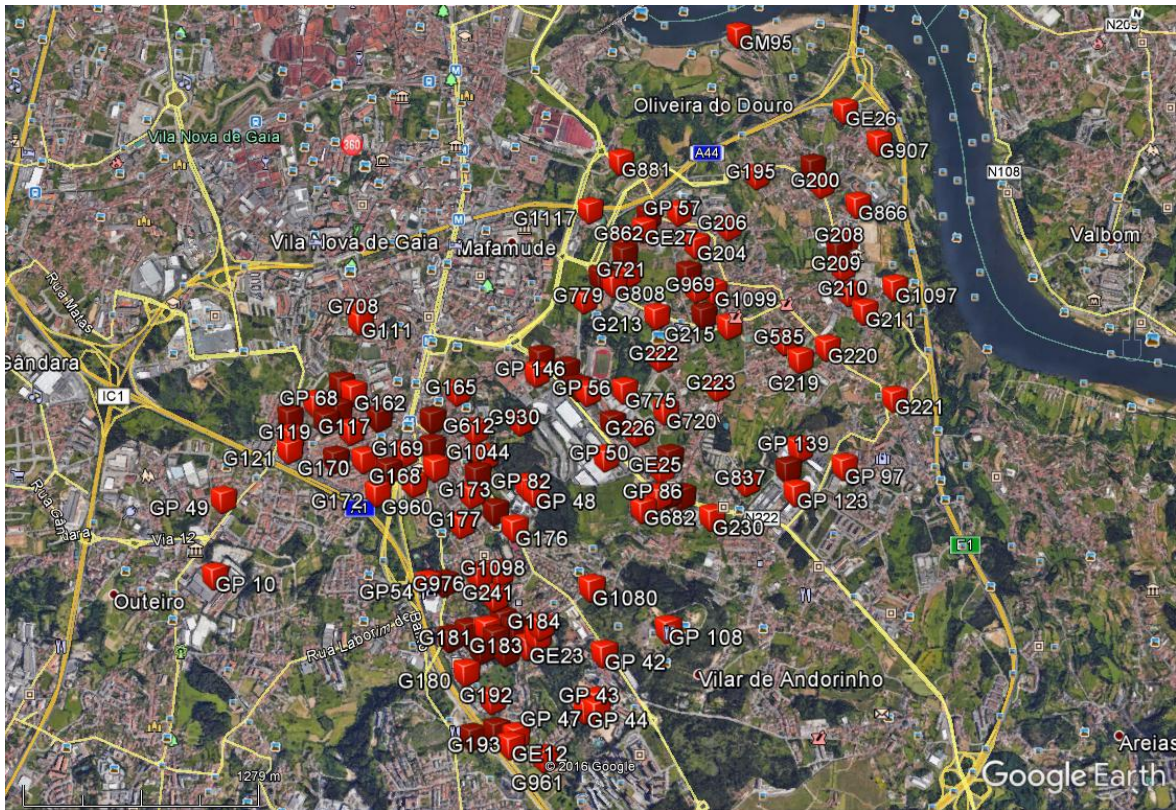 N209
N
GM95
Oliveira do Douro
GE26
Vila Nova de Gaia
360
G907
A44
G881
G195
G200
N108
G866
G1117
GP 57
G862
G206
GE27
G204
G208
Valbom
Vila Nova de Gaia
Mafamude
G209
G721
G969
G210
G1097
G779
G808
G1099
G211
Rua Matas
G708
G111
G213
G215
G585
G220
G222
G219
Gândara
GP 146
GP 56
G223
IC1
G165
G775
G221
GP 68
G162
G720
G119
G117
G612
G930
G226
GP 139
G121
G169
G1044
GP 50
GE25
G170
G168
GP 82
G837
GP 97
G173
GP 48
GP 86
GP 123
GP 49
G172
A1
G960
G682
G230
N222
Rua Gândara
G177
G176
Via 12
E1
GP 10
GP54
G976
G1098
G241
G1080
Outeiro
Rua Laborim de
G184
G181
G183
GE23
GP 108
GP 42
G180
Vilar de Andorinho
G192
GP 43
GP 47
GP 44
G193
GE12
Areias
G961
1279 m
© 2016 Google
Google Earth